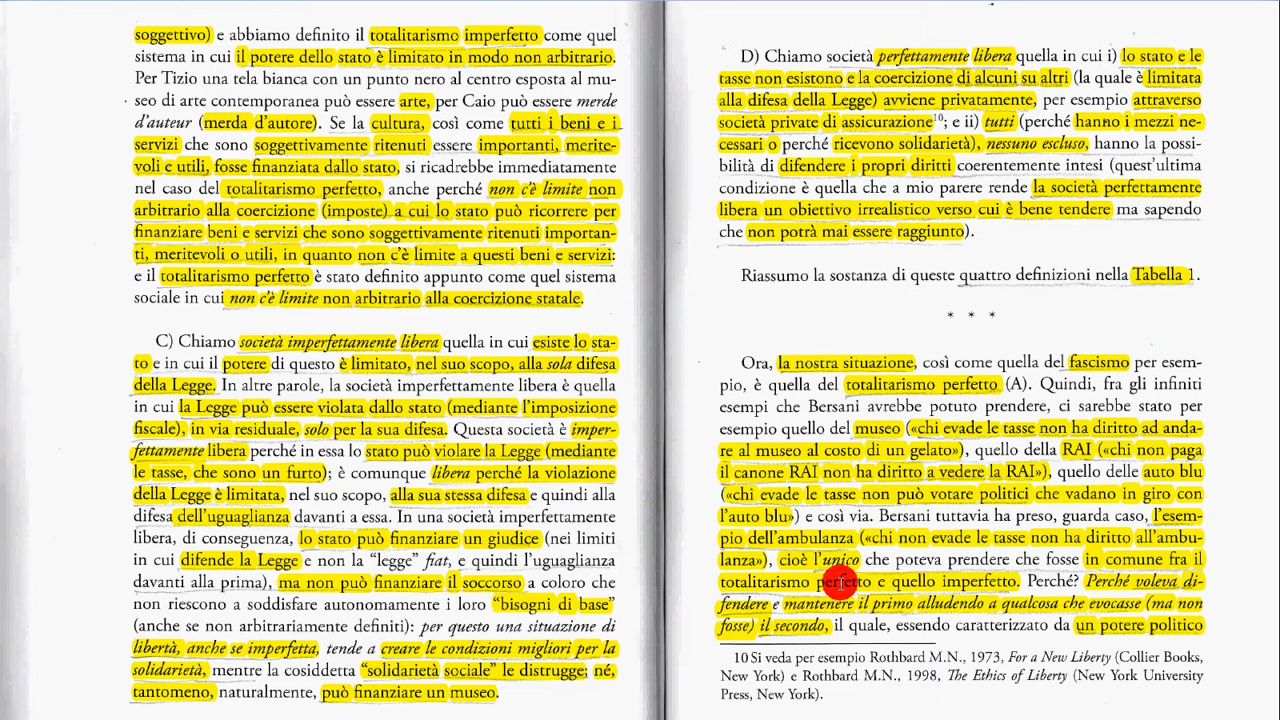 soggettivo) e abbiamo definito il totalitarismo imperfetto come quel
sistema in cui il potere dello stato è limitato in modo non arbitrario.
Per Tizio una tela bianca con un punto nero al centro esposta al mu-
seo di arte contemporanea può essere arte, per Caio può essere merde
d'auteur (merda d'autore). Se la cultura, così come tutti i beni e i
servizi che sono soggettivamente ritenuti essere importanti, merite-
voli e utili, fosse finanziata dallo stato, si ricadrebbe immediatamente
nel caso del totalitarismo perfetto, anche perché non c'è limite non
arbitrario alla coercizione (imposte) a cui lo stato può ricorrere per
finanziare beni e servizi che sono soggettivamente ritenuti importan-
ti, meritevoli o utili, in quanto non c'è limite a questi beni e servizi:
e il totalitarismo perfetto è stato definito appunto come quel sistema
sociale in cui non c'è limite non arbitrario alla coercizione statale.
C) Chiamo società imperfettamente libera quella in cui esiste lo sta-
to e in cui il potere di questo è limitato, nel suo scopo, alla sola difesa
della Legge. In altre parole, la società imperfettamente libera è quella
in cui la Legge può essere violata dallo stato (mediante l'imposizione
fiscale), in via residuale, solo per la sua difesa. Questa società è imper-
fettamente libera perché in essa lo stato può violare la Legge (mediante
le tasse, che sono un furto); è comunque libera perché la violazione
della Legge è limitata, nel suo scopo, alla sua stessa difesa e quindi alla
difesa dell'uguaglianza davanti a essa. In una società imperfettamente
libera, di conseguenza, lo stato può finanziare un giudice (nei limiti
in cui difende la Legge e non la “legge” fiat, e quindi l'uguaglianza
davanti alla prima), ma non può finanziare il soccorso a coloro che
non riescono a soddisfare autonomamente i loro “bisogni di base”
(anche se non arbitrariamente definiti): per questo una situazione di
libertà, anche se imperfetta, tende a creare le condizioni migliori per la
solidarietà, mentre la cosiddetta “solidarietà sociale” le distrugge; né,
tantomeno, naturalmente, può finanziare un museo.
D) Chiamo società perfettamente libera quella in cui i) lo stato e le
tasse non esistono e la coercizione di alcuni su altri (la quale è limitata
alla difesa della Legge) avviene privatamente, per esempio attraverso
società private di assicurazione10; e ii) tutti (perché hanno i mezzi ne-
cessari o perché ricevono solidarietà), nessuno escluso, hanno la possi-
bilità di difendere i propri diritti coerentemente intesi (quest'ultima
condizione è quella che a mio parere rende la società perfettamente
libera un obiettivo irrealistico verso cui è bene tendere ma sapendo
che non potrà mai essere raggiunto).
Riassumo la sostanza di queste quattro definizioni nella Tabella 1.
* * *
Ora, la nostra situazione, così come quella del fascismo per esem-
pio, è quella del totalitarismo perfetto (A). Quindi, fra gli infiniti
esempi che Bersani avrebbe potuto prendere, ci sarebbe stato per
esempio quello del museo («chi evade le tasse non ha diritto ad anda-
re al museo al costo di un gelato»), quello della RAI («chi non paga
il canone RAI non ha diritto a vedere la RAI»), quello delle auto blu
(«chi evade le tasse non può votare politici che vadano in giro con
l'auto blu») e così via. Bersani tuttavia ha preso, guarda caso, l'esem-
pio dell'ambulanza («chi non evade le tasse non ha diritto all'ambu-
lanza»), cioè l'unico che poteva prendere che fosse in comune fra il
totalitarismo perfetto e quello imperfetto. Perché? Perché voleva di-
fendere e mantenere il primo alludendo a qualcosa che evocasse (ma non
fosse) il secondo, il quale, essendo caratterizzato da un potere politico
10 Si veda per esempio Rothbard M.N., 1973, For a New Liberty (Collier Books,
New York) e Rothbard M.N., 1998, The Ethics of Liberty (New York University
Press, New York).